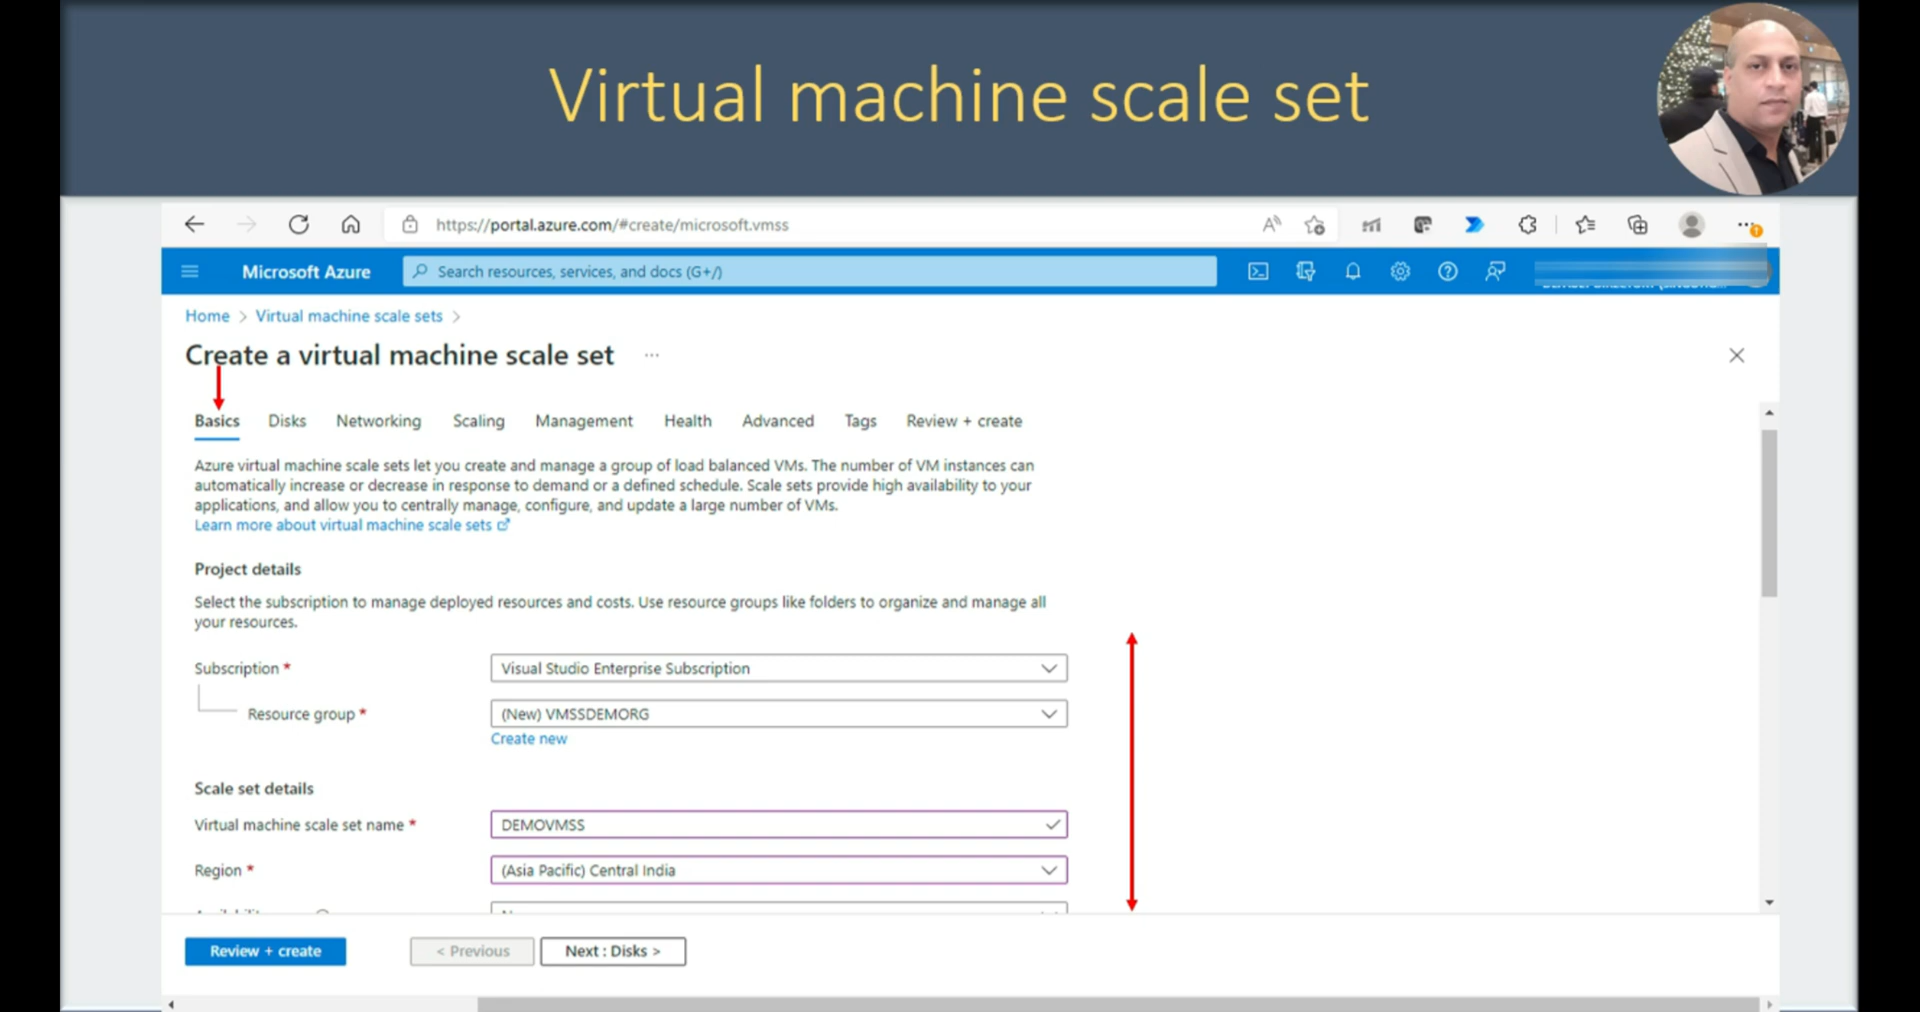 Virtual machine scale set
https://portal.azure.com/#create/microsoft.vmss
Microsoft Azure
Search resources, services, and docs (G+/)
Home > Virtual machine scale sets >
Create a virtual machine scale set ...
Basics Disks Networking Scaling Management Health Advanced Tags Review + create
Azure virtual machine scale sets let you create and manage a group of load balanced VMs. The number of VM instances can
automatically increase or decrease in response to demand or a defined schedule. Scale sets provide high availability to your
applications, and allow you to centrally manage, configure, and update a large number of VMs.
Learn more about virtual machine scale sets
Project details
Select the subscription to manage deployed resources and costs. Use resource groups like folders to organize and manage all
your resources.
Subscription * Visual Studio Enterprise Subscription
Resource group * (New) VMSSDEMORG
Create new
Scale set details
Virtual machine scale set name * DEMOVMSS
Region * (Asia Pacific) Central India
Review + create < Previous Next : Disks >